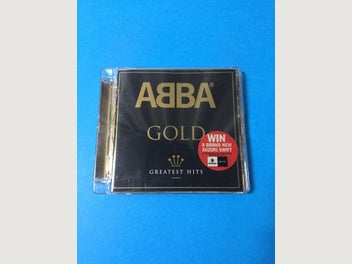 ABBA
GOLD
GREATEST HITS
WIN
A BRAND NEW
SUZUKI SWIFT